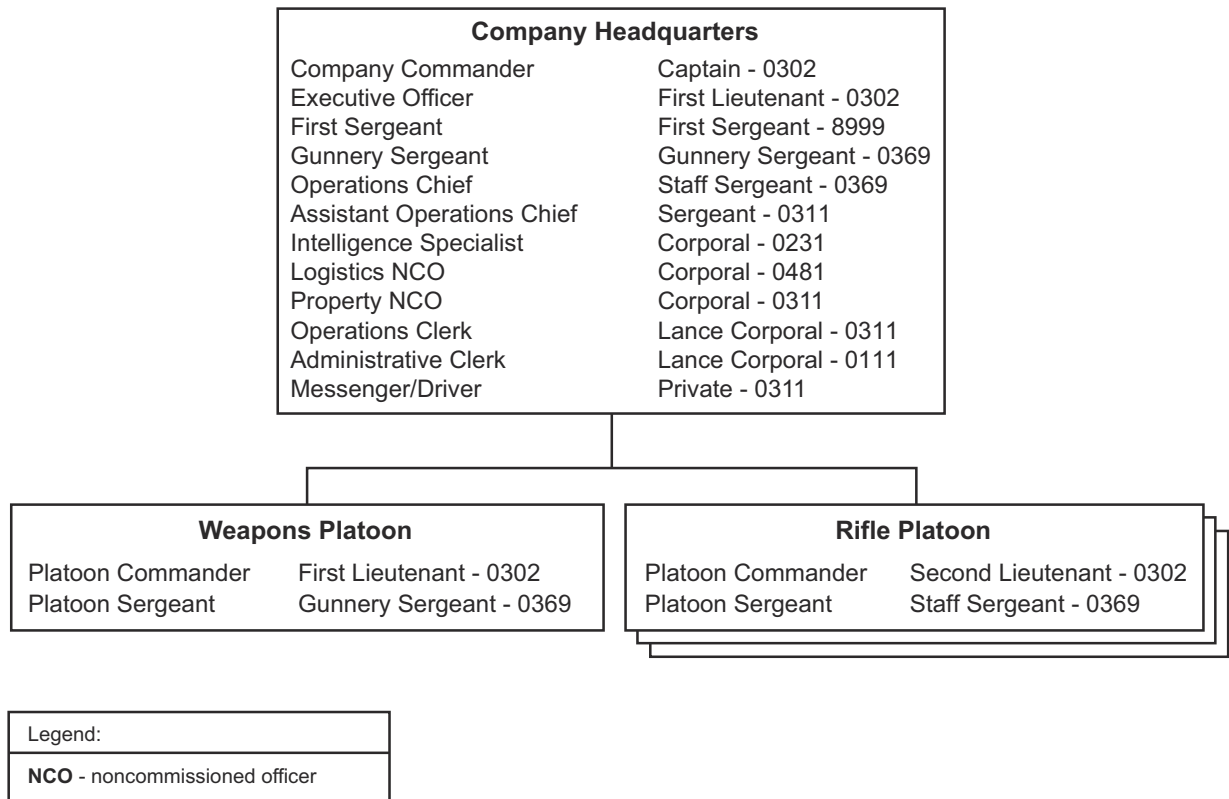 Company Headquarters
Company Commander Captain - 0302
Executive Officer First Lieutenant - 0302
First Sergeant First Sergeant - 8999
Gunnery Sergeant Gunnery Sergeant - 0369
Operations Chief Staff Sergeant - 0369
Assistant Operations Chief Sergeant - 0311
Intelligence Specialist Corporal - 0231
Logistics NCO Corporal - 0481
Property NCO Corporal - 0311
Operations Clerk Lance Corporal - 0311
Administrative Clerk Lance Corporal - 0111
Messenger/Driver Private - 0311
Weapons Platoon
Platoon Commander First Lieutenant - 0302
Platoon Sergeant Gunnery Sergeant - 0369
Rifle Platoon
Platoon Commander Second Lieutenant - 0302
Platoon Sergeant Staff Sergeant - 0369
Legend:
NCO - noncommissioned officer